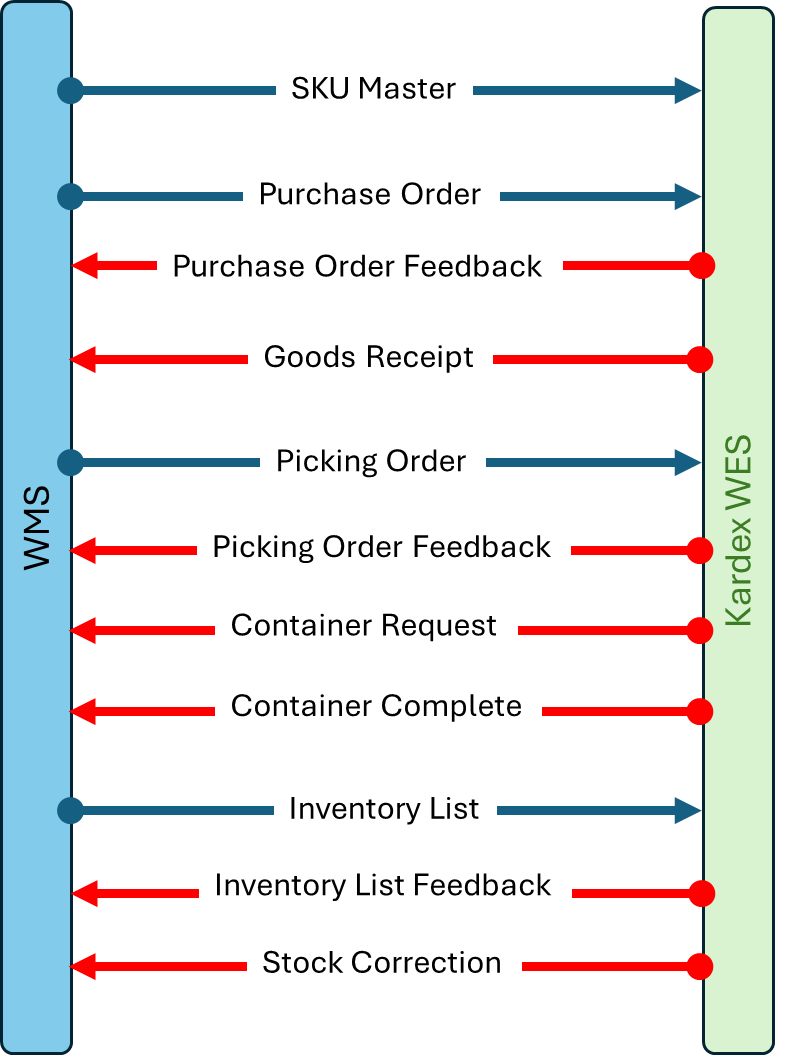 SKU Master
Purchase Order
Purchase Order Feedback
Goods Receipt
Picking Order
WMS
Kardex WES
Picking Order Feedback
Container Request
Container Complete
Inventory List
Inventory List Feedback
Stock Correction